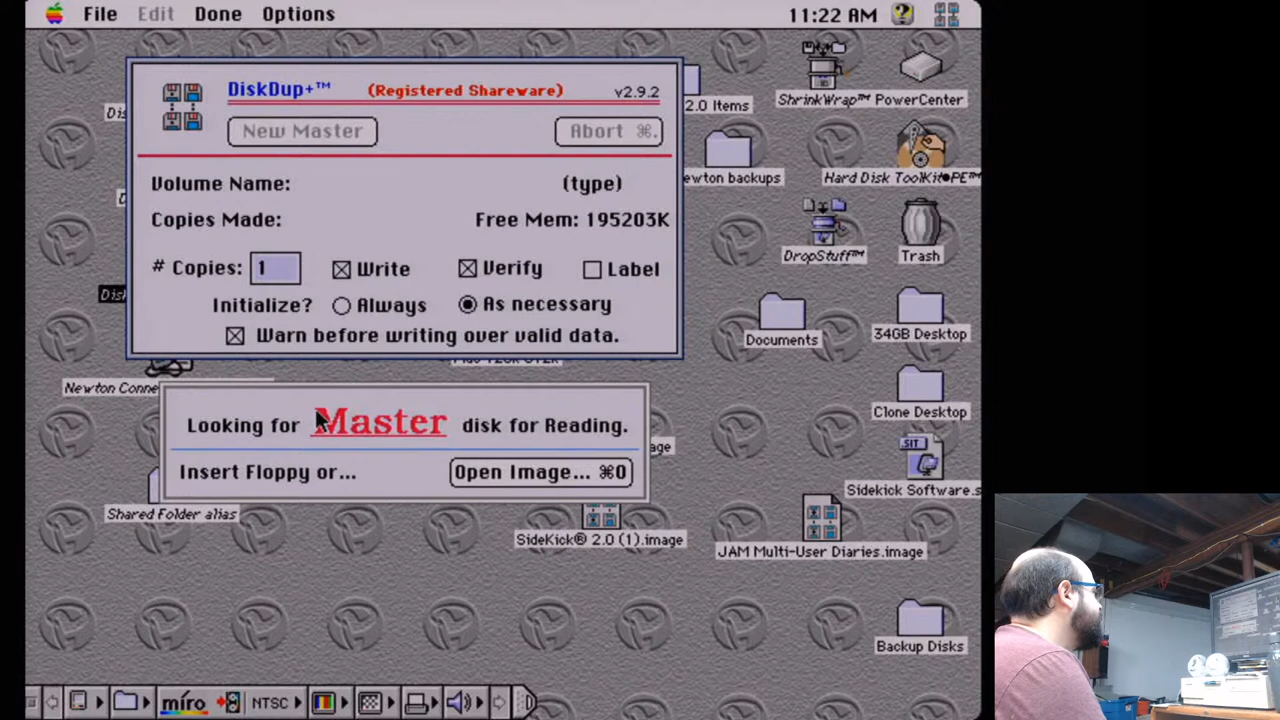 File Edit Done Options 11:22 AM
DiskDup+™ (Registered Shareware) v2.9.2
New Master Abort ⌘.
Volume Name: (type)
Copies Made: Free Mem: 195203K
# Copies: 1 Write Verify Label
Initialize? Always As necessary
Warn before writing over valid data.
Looking for Master disk for Reading.
Insert Floppy or... Open Image... ⌘O
2.0 Items
ShrinkWrap™
PowerCenter
ewton backups
Hard Disk ToolKit•PE™
DropStuff™
Trash
Documents
34GB Desktop
Newton Conne
Clone Desktop
age
SIT
Sidekick Software.s
Shared Folder alias
SideKick® 2.0 (1).image
JAM Multi-User Diaries.image
Backup Disks
miro NTSC